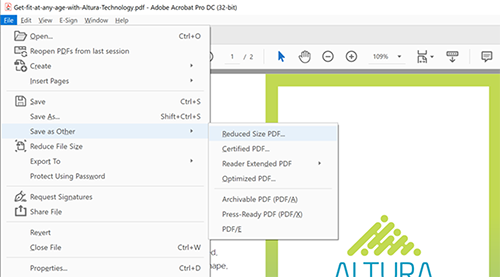 Get-fit-at-any-age-with-Altura-Technology.pdf - Adobe Acrobat Pro DC (32-bit)
File Edit View E-Sign Window Help
Open... Ctrl+O
Reopen PDFs from last session
Create
Insert Pages
Save Ctrl+S
Save As... Shift+Ctrl+S
Save as Other
Reduce File Size
Export To
Protect Using Password
Request Signatures
Share File
Revert
Close File Ctrl+W
Properties... Ctrl+D
Reduced Size PDF...
Certified PDF...
Reader Extended PDF
Optimized PDF...
Archivable PDF (PDF/A)
Press-Ready PDF (PDF/X)
PDF/E
1 / 2
109%
ALTURA